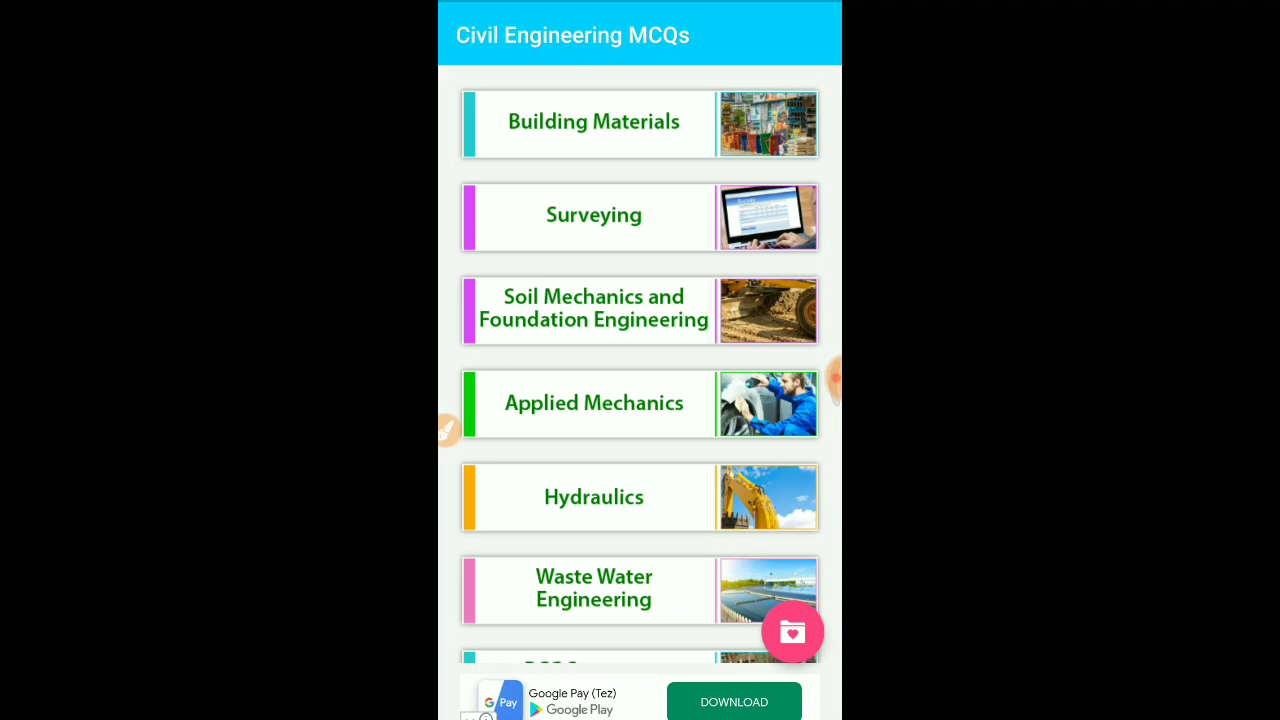 Civil Engineering MCQs
Building Materials
Surveying
Soil Mechanics and
Foundation Engineering
Applied Mechanics
Hydraulics
Waste Water
Engineering
Google Pay (Tez)
G Pay
Google Play
DOWNLOAD